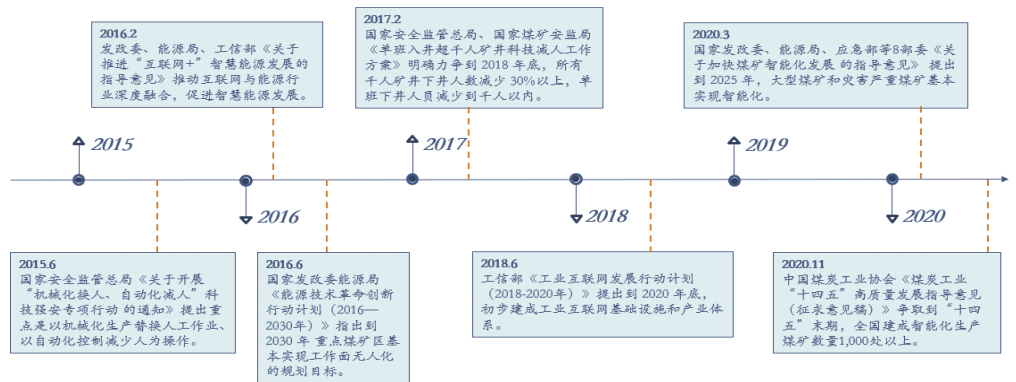 2016.2
发改委、能源局、工信部《关于
推进“互联网+”智慧能源发展的
指导意见》推动互联网与能源行
业深度融合，促进智慧能源发展。
2017.2
国家安全监管总局、国家煤矿安监局
《单班入井超千人矿井科技减人工作
方案》明确力争到 2018 年底，所有
千人矿井下井人数减少 30%以上，单
班下井人员减少到千人以内。
2020.3
国家发改委、能源局、应急部等8部委《关
于加快煤矿智能化发展 的指导意见》 提出
到 2025 年，大型煤矿和灾害严重煤矿基本
实现智能化。
2015
2016
2017
2018
2019
2020
2015.6
国家安全监管总局《关于开展
“机械化换人、自动化减人”科
技强安专项行动 的通知》提出重
点是以机械化生产替换人工作业、
以自动化控制减少人为操作。
2016.6
国家发改委能源局
《能源技术革命创新
行动计划（2016—
2030年）》指出到
2030 年 重点煤矿区基
本实现工作面无人化
的规划目标。
2018.6
工信部《工业互联网发展行动计划
（2018-2020年）》提出到 2020 年底，
初步建成工业互联网基础设施和产业体
系。
2020.11
中国煤炭工业协会《煤炭工业
“十四五”高质量发展指导意见
（征求意见稿）》争取到“十四
五”末期，全国建成智能化生产
煤矿数量1,000处以上。